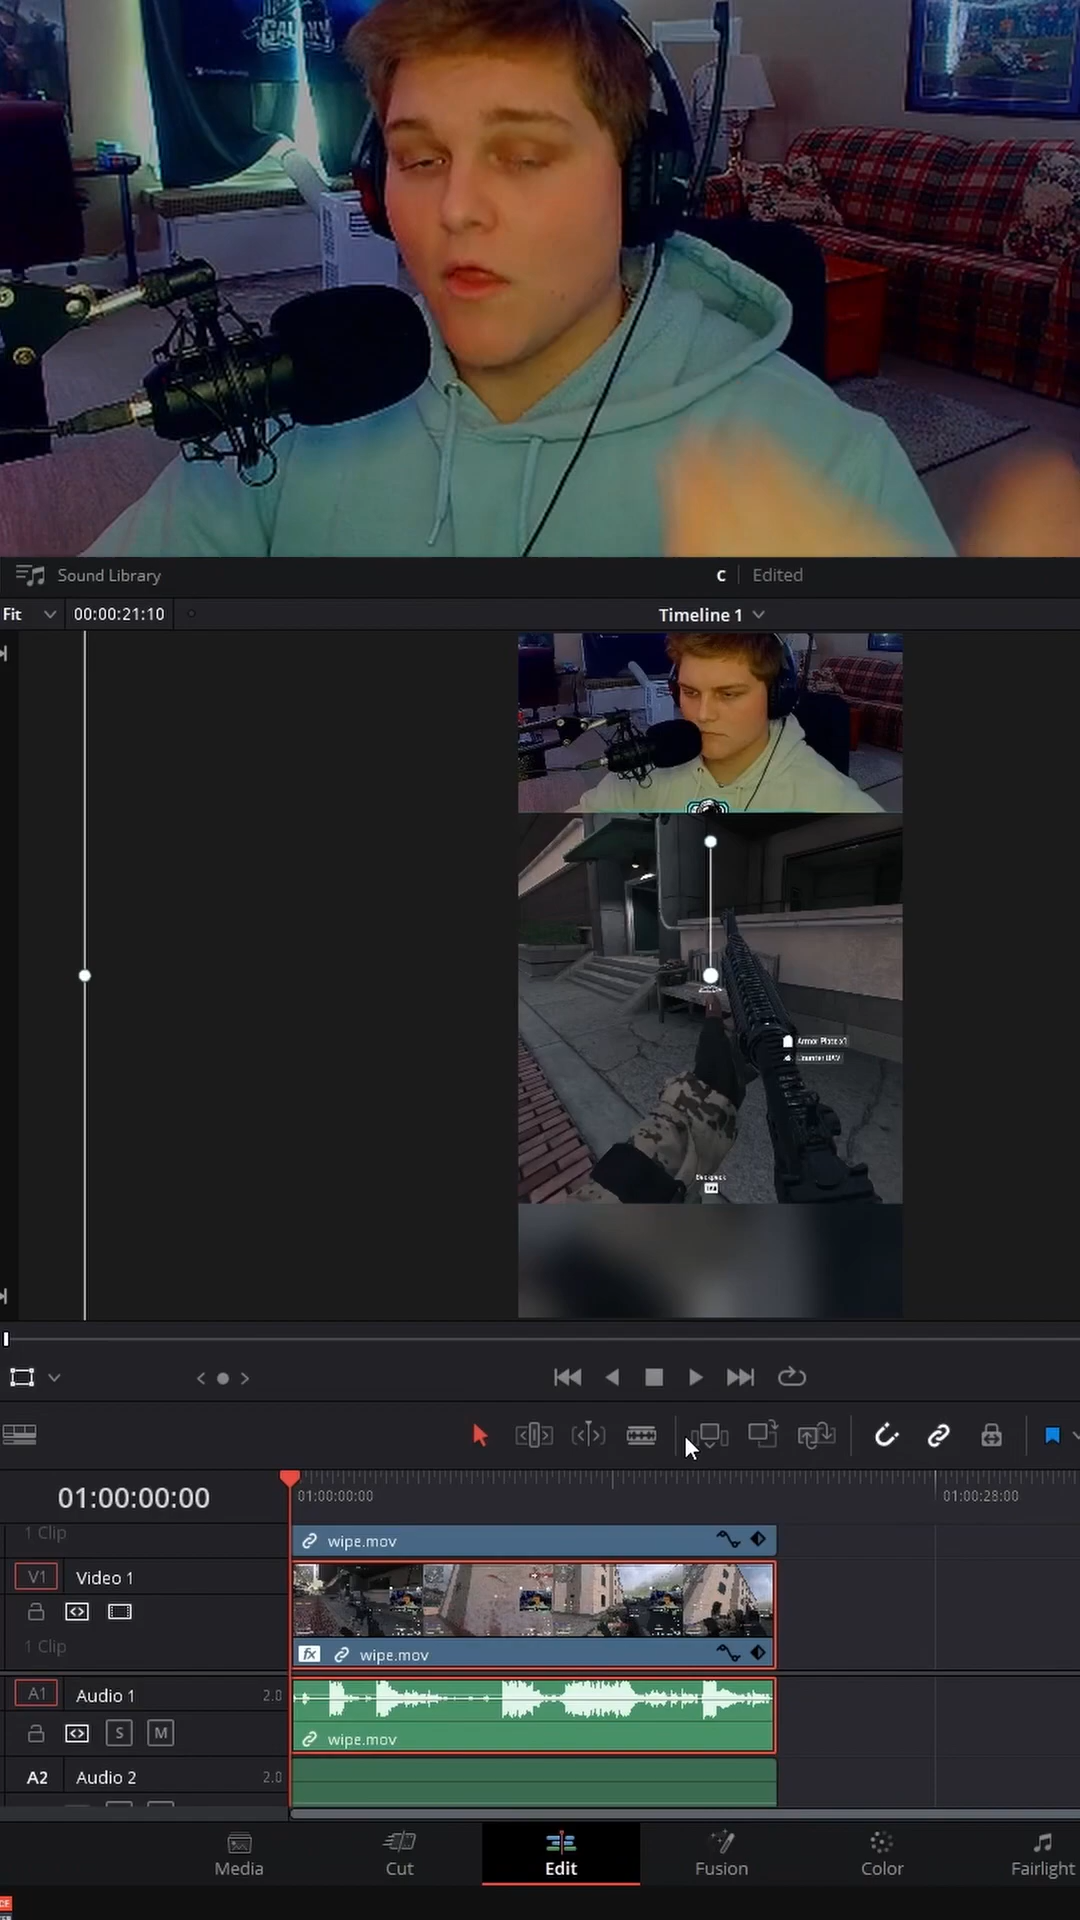 GALAXY
Sound Library
C
Edited
Fit
00:00:21:10
Timeline 1
Armor Plate x1
Counter UAV
Backpack
01:00:00:00
01:00:00:00
01:00:28:00
1 Clip
wipe.mov
V1
Video 1
1 Clip
fx
wipe.mov
A1
Audio 1
2.0
S
M
wipe.mov
A2
Audio 2
2.0
Media
Cut
Edit
Fusion
Color
Fairlight